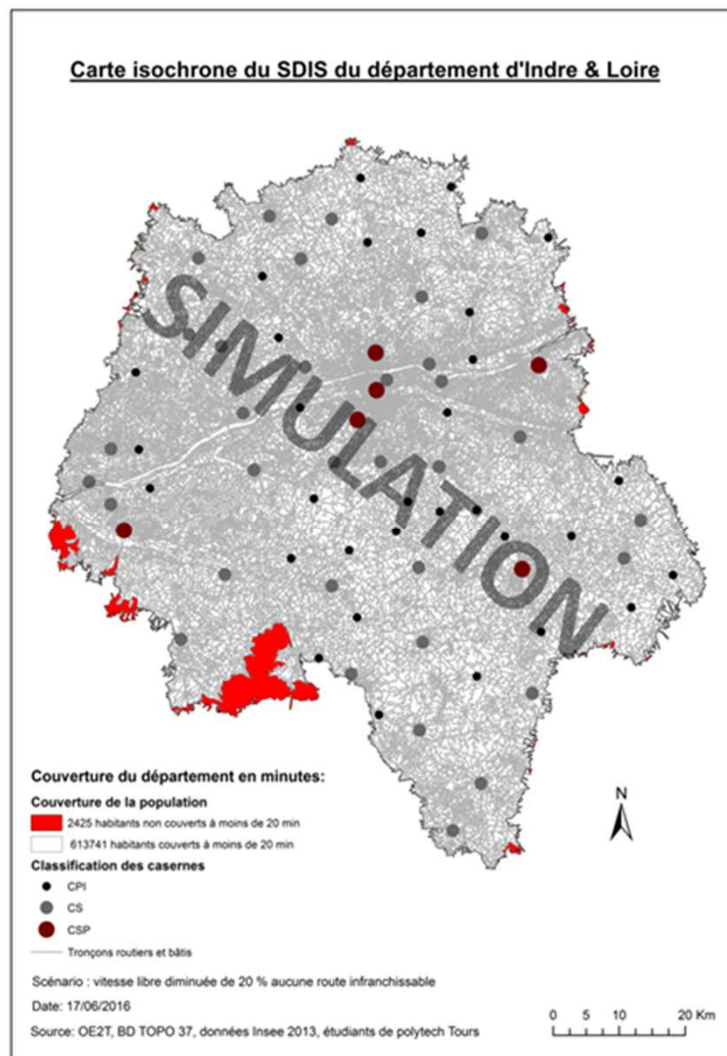 Carte isochrone du SDIS du département d'Indre & Loire
SIMULATION
Couverture du département en minutes:
Couverture de la population
2425 habitants non couverts à moins de 20 min
613741 habitants couverts à moins de 20 min
Classification des casernes
CPI
CS
CSP
Tronçons routiers et bâtis
N
Scénario : vitesse libre diminuée de 20 % aucune route infranchissable
Date: 17/06/2016
Source: OE2T, BD TOPO 37, données Insee 2013, étudiants de polytech Tours
0 5 10 20 Km